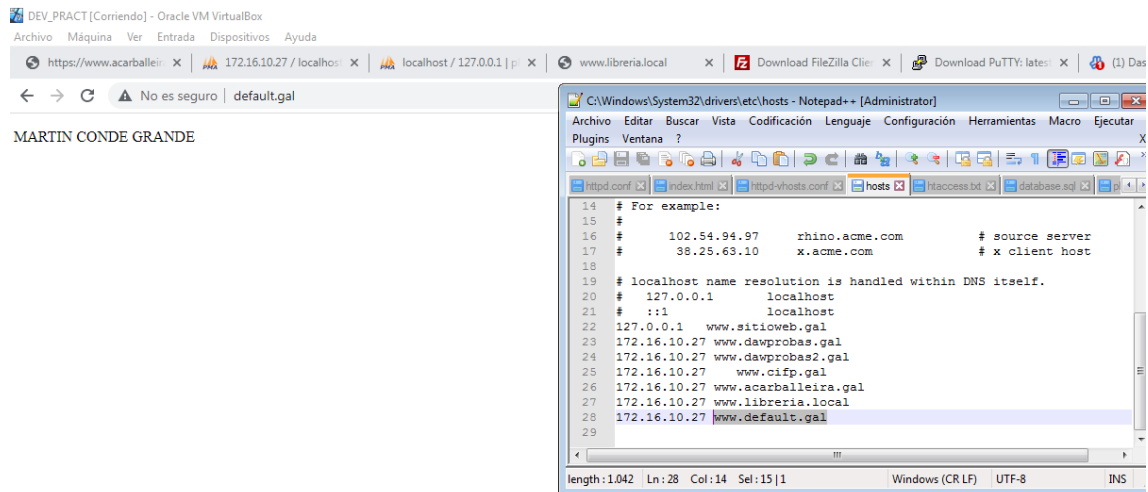 DEV_PRACT [Corriendo] - Oracle VM VirtualBox
Archivo Máquina Ver Entrada Dispositivos Ayuda
https://www.acarballeir 172.16.10.27 / localhost localhost / 127.0.0.1 | p www.libreria.local Download FileZilla Clien Download PuTTY: latest (1) Das
No es seguro | default.gal
MARTIN CONDE GRANDE
C:\Windows\System32\drivers\etc\hosts - Notepad++ [Administrator]
Archivo Editar Buscar Vista Codificación Lenguaje Configuración Herramientas Macro Ejecutar
Plugins Ventana ? X
httpd.conf index.html httpd-vhosts.conf hosts htaccess.txt database.sql
14 # For example:
15 #
16 # 102.54.94.97 rhino.acme.com # source server
17 # 38.25.63.10 x.acme.com # x client host
18
19 # localhost name resolution is handled within DNS itself.
20 # 127.0.0.1 localhost
21 # ::1 localhost
22 127.0.0.1 www.sitioweb.gal
23 172.16.10.27 www.dawprobas.gal
24 172.16.10.27 www.dawprobas2.gal
25 172.16.10.27 www.cifp.gal
26 172.16.10.27 www.acarballeira.gal
27 172.16.10.27 www.libreria.local
28 172.16.10.27 www.default.gal
29
length : 1.042 Ln : 28 Col : 14 Sel : 15 | 1 Windows (CR LF) UTF-8 INS